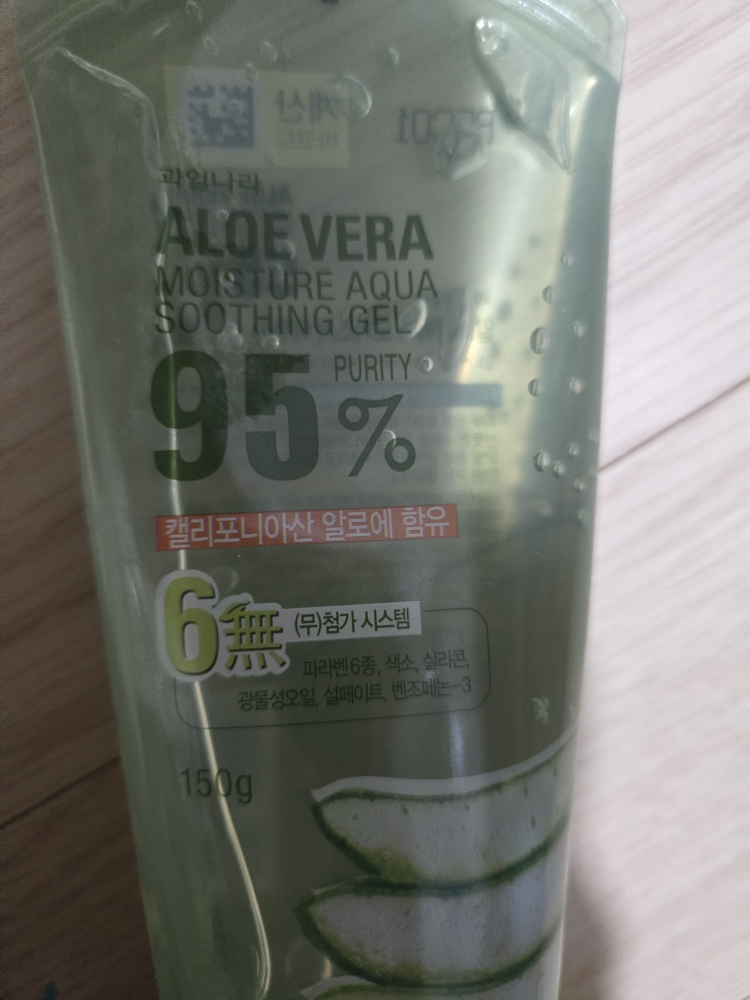 과일나라
ALOE VERA
MOISTURE AQUA
SOOTHING GEL
95% PURITY
캘리포니아산 알로에 함유
6無 (무)첨가 시스템
파라벤6종, 색소, 실리콘,
광물성오일, 설페이트, 벤조페논-3
150g